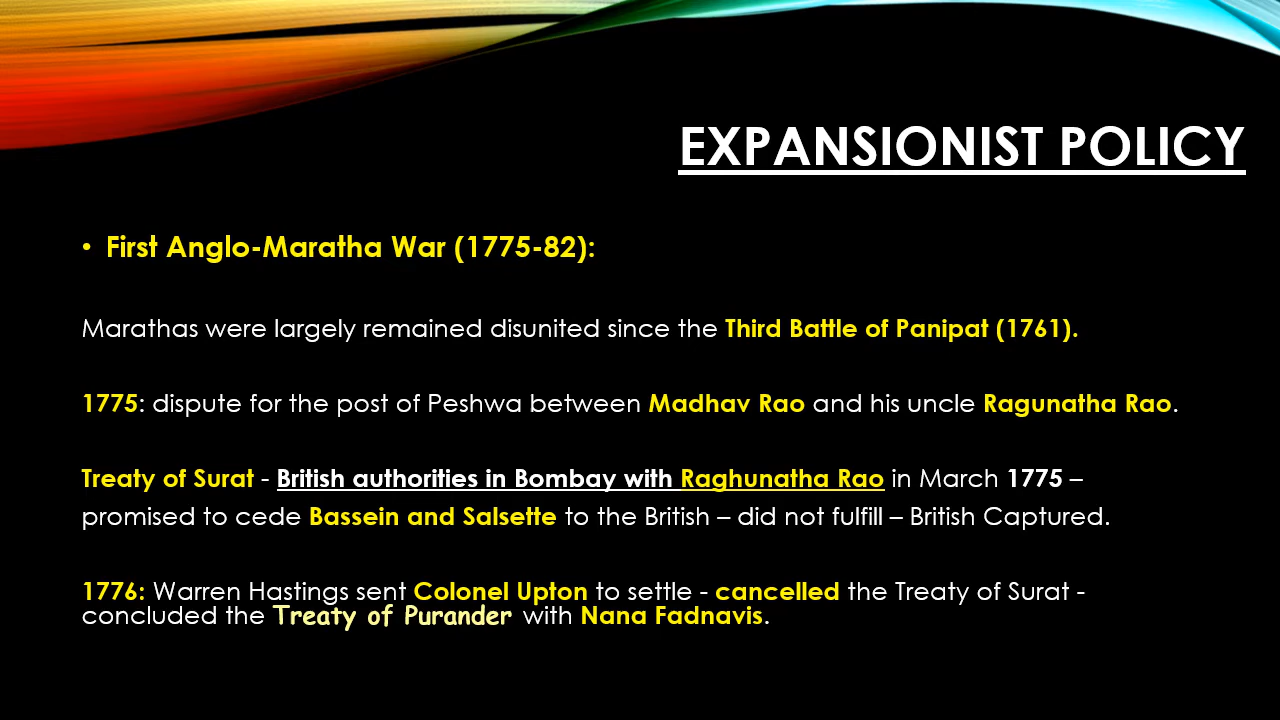 EXPANSIONIST POLICY
• First Anglo-Maratha War (1775-82):
Marathas were largely remained disunited since the Third Battle of Panipat (1761).
1775: dispute for the post of Peshwa between Madhav Rao and his uncle Ragunatha Rao.
Treaty of Surat - British authorities in Bombay with Raghunatha Rao in March 1775 –
promised to cede Bassein and Salsette to the British – did not fulfill – British Captured.
1776: Warren Hastings sent Colonel Upton to settle - cancelled the Treaty of Surat -
concluded the Treaty of Purander with Nana Fadnavis.